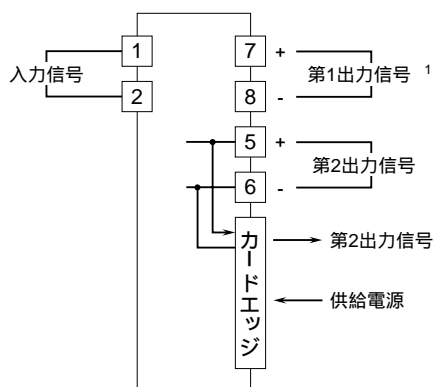 1
2
入力信号
7 +
8 -
第1出力信号 1
5 +
6 -
第2出力信号
カードエッジ
第2出力信号
供給電源